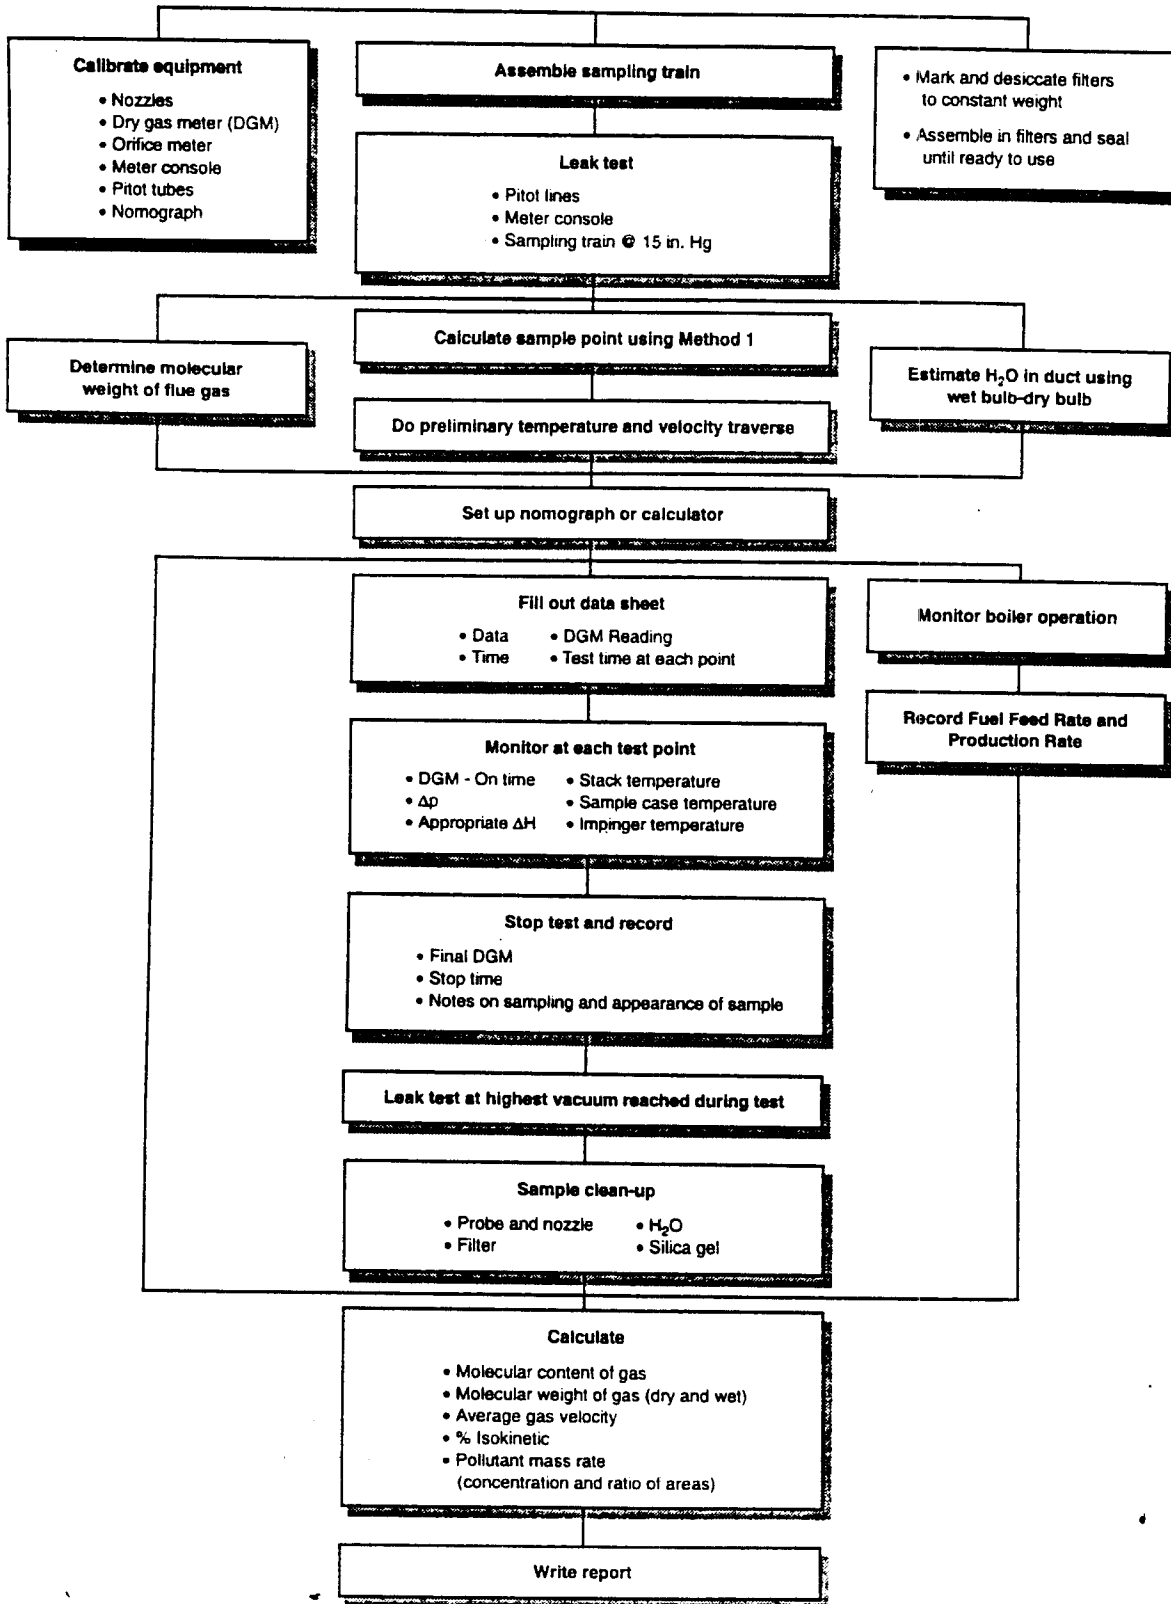 Calibrate equipment
• Nozzles
• Dry gas meter (DGM)
• Orifice meter
• Meter console
• Pitot tubes
• Nomograph
Assemble sampling train
• Mark and desiccate filters
to constant weight
• Assemble in filters and seal
until ready to use
Leak test
• Pitot lines
• Meter console
• Sampling train @ 15 in. Hg
Determine molecular
weight of flue gas
Calculate sample point using Method 1
Estimate H₂O in duct using
wet bulb-dry bulb
Do preliminary temperature and velocity traverse
Set up nomograph or calculator
Fill out data sheet
• Data • DGM Reading
• Time • Test time at each point
Monitor boiler operation
Record Fuel Feed Rate and
Production Rate
Monitor at each test point
• DGM - On time • Stack temperature
• Δp • Sample case temperature
• Appropriate ΔH • Impinger temperature
Stop test and record
• Final DGM
• Stop time
• Notes on sampling and appearance of sample
Leak test at highest vacuum reached during test
Sample clean-up
• Probe and nozzle • H₂O
• Filter • Silica gel
Calculate
• Molecular content of gas
• Molecular weight of gas (dry and wet)
• Average gas velocity
• % Isokinetic
• Pollutant mass rate
(concentration and ratio of areas)
Write report